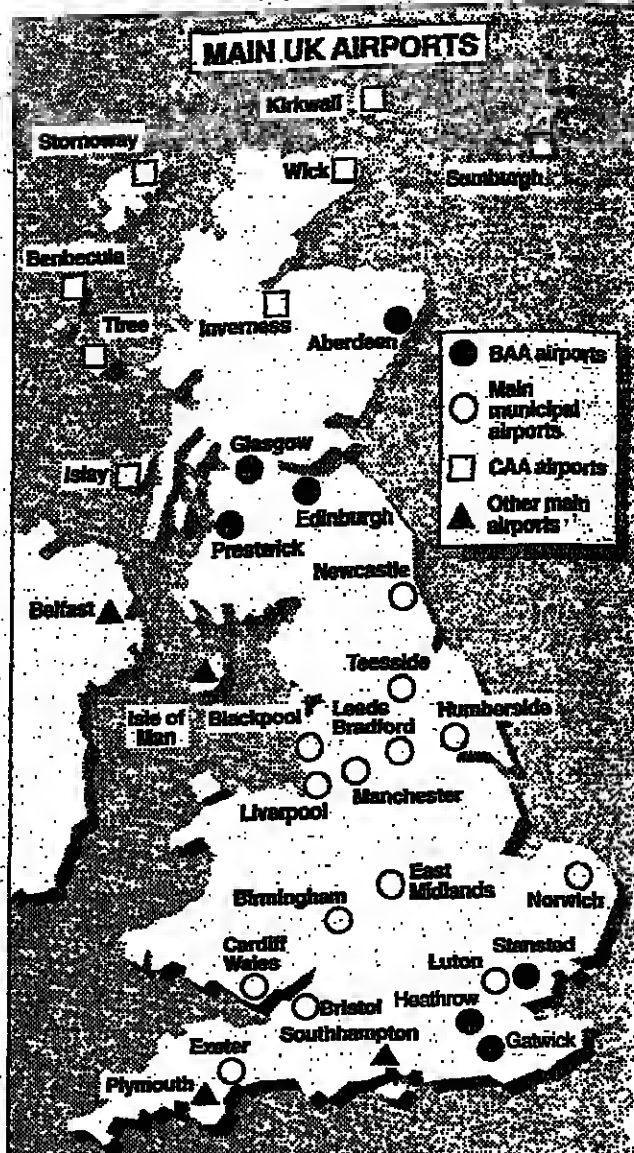 MAIN UK AIRPORTS
Kirkwall
Stornoway
Wick
Sumburgh
Benbecula
Tiree
Inverness
Aberdeen
BAA airports
Main
municipal
airports
CAA airports
Other main
airports
Glasgow
Islay
Edinburgh
Prestwick
Newcastle
Belfast
Teesside
Isle of
Man
Blackpool
Leeds
Bradford
Humberside
Liverpool
Manchester
East
Midlands
Birmingham
Norwich
Cardiff
Wales
Stansted
Luton
Bristol
Heathrow
Southhampton
Gatwick
Exeter
Plymouth